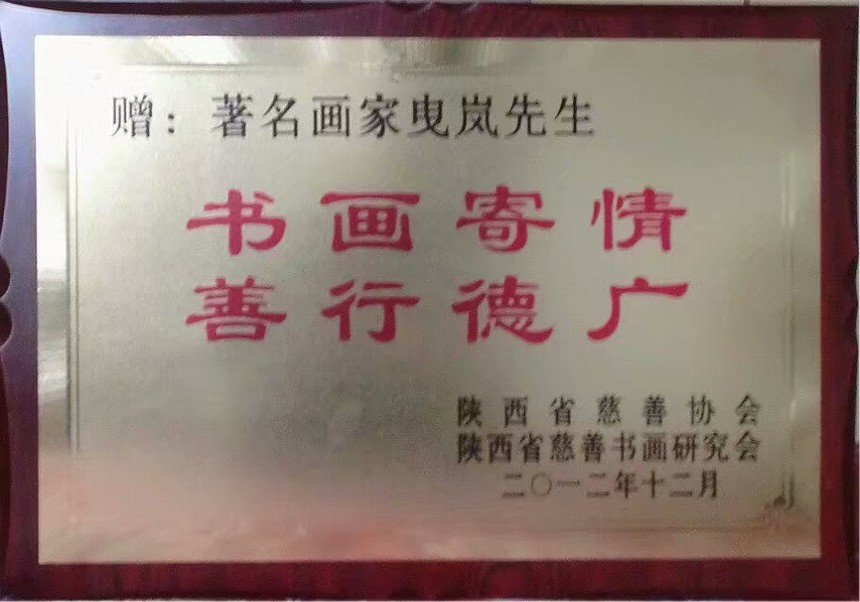 赠：著名画家曳岚先生
书画寄情
善行德广
陕西省慈善协会
陕西省慈善书画研究会
二〇一二年十二月